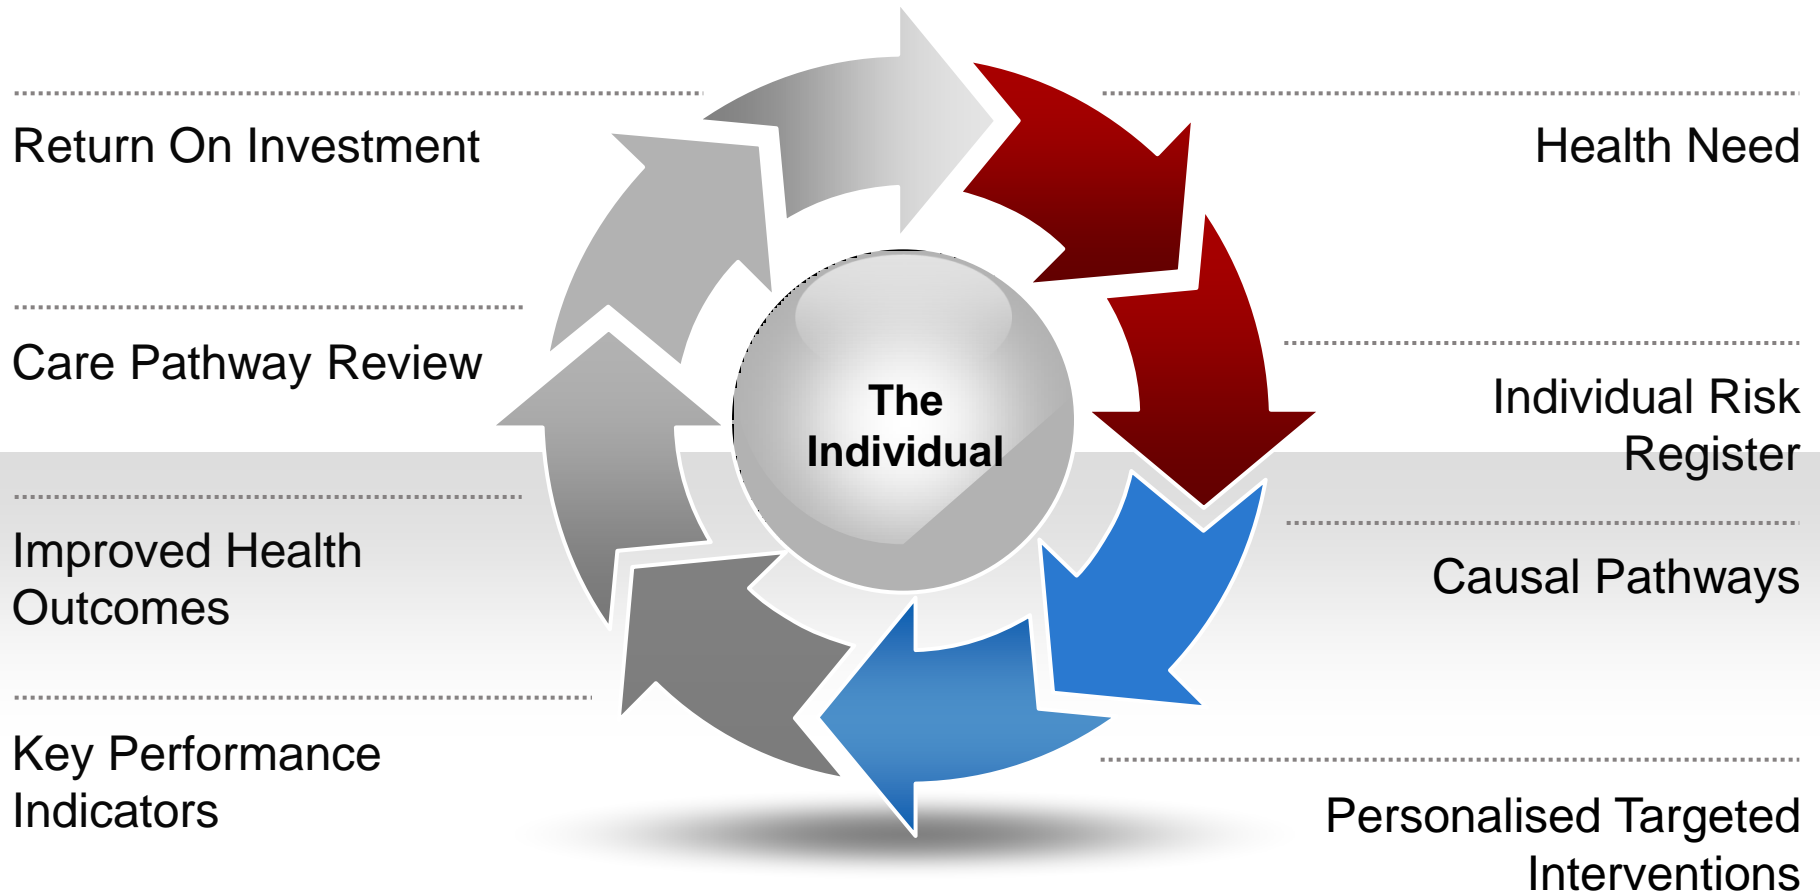 Return On Investment
Health Need
Care Pathway Review
The
Individual
Individual Risk
Register
Improved Health
Outcomes
Causal Pathways
Key Performance
Indicators
Personalised Targeted
Interventions